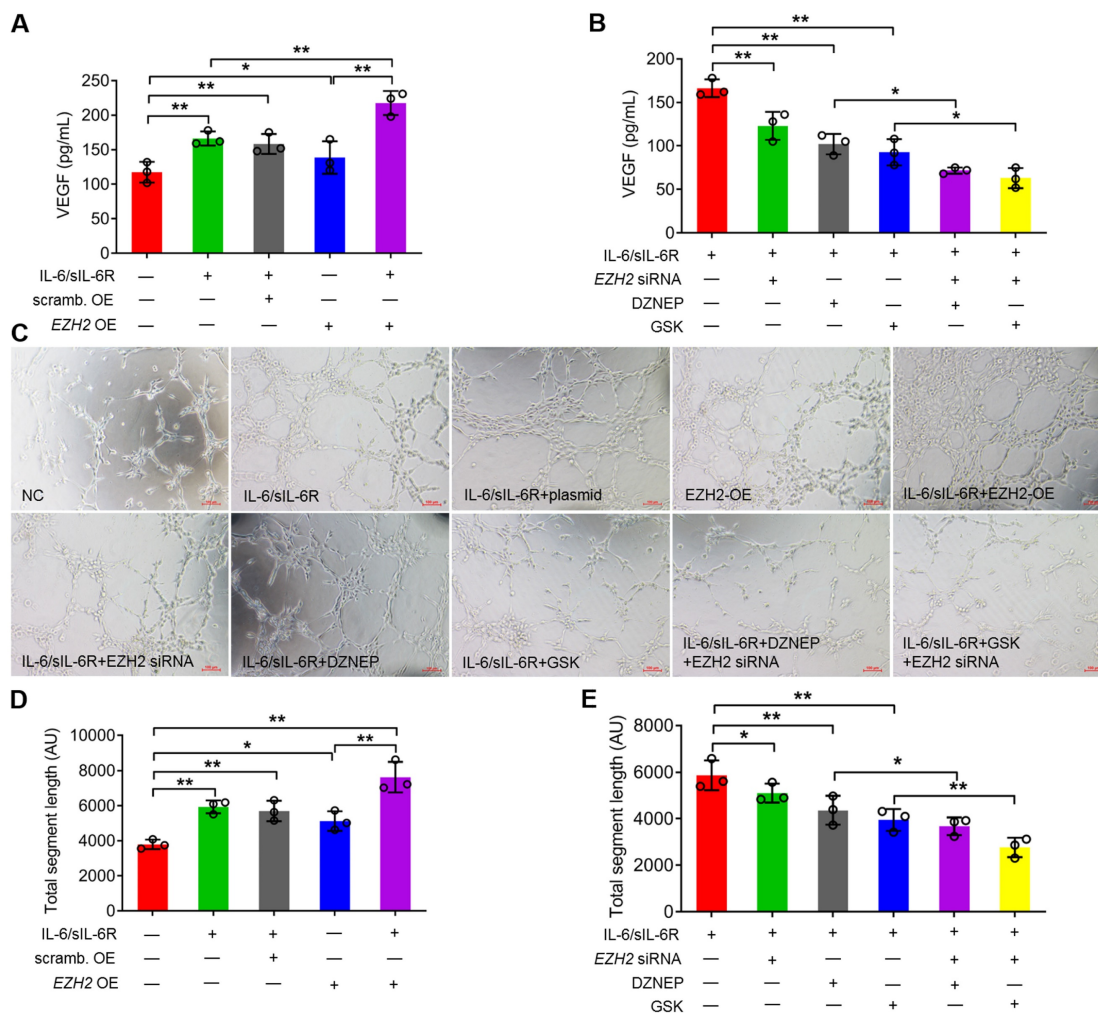 A
VEGF (pg/mL)
250
200
150
100
50
0
** 
*
**
**
**
IL-6/sIL-6R — + + — +
scramb. OE — — + — —
EZH2 OE — — — + +
B
VEGF (pg/mL)
200
150
100
50
0
**
**
**
*
*
IL-6/sIL-6R + + + + + +
EZH2 siRNA — + — — + +
DZNEP — — + — + —
GSK — — — + — +
C
NC
IL-6/sIL-6R
IL-6/sIL-6R+plasmid
EZH2-OE
IL-6/sIL-6R+EZH2-OE
IL-6/sIL-6R+EZH2 siRNA
IL-6/sIL-6R+DZNEP
IL-6/sIL-6R+GSK
IL-6/sIL-6R+DZNEP
+EZH2 siRNA
IL-6/sIL-6R+GSK
+EZH2 siRNA
D
Total segment length (AU)
10000
8000
6000
4000
2000
0
**
*
**
**
**
IL-6/sIL-6R — + + — +
scramb. OE — — + — —
EZH2 OE — — — + +
E
Total segment length (AU)
8000
6000
4000
2000
0
**
**
*
*
**
IL-6/sIL-6R + + + + + +
EZH2 siRNA — + — — + +
DZNEP — — + — + —
GSK — — — + — +